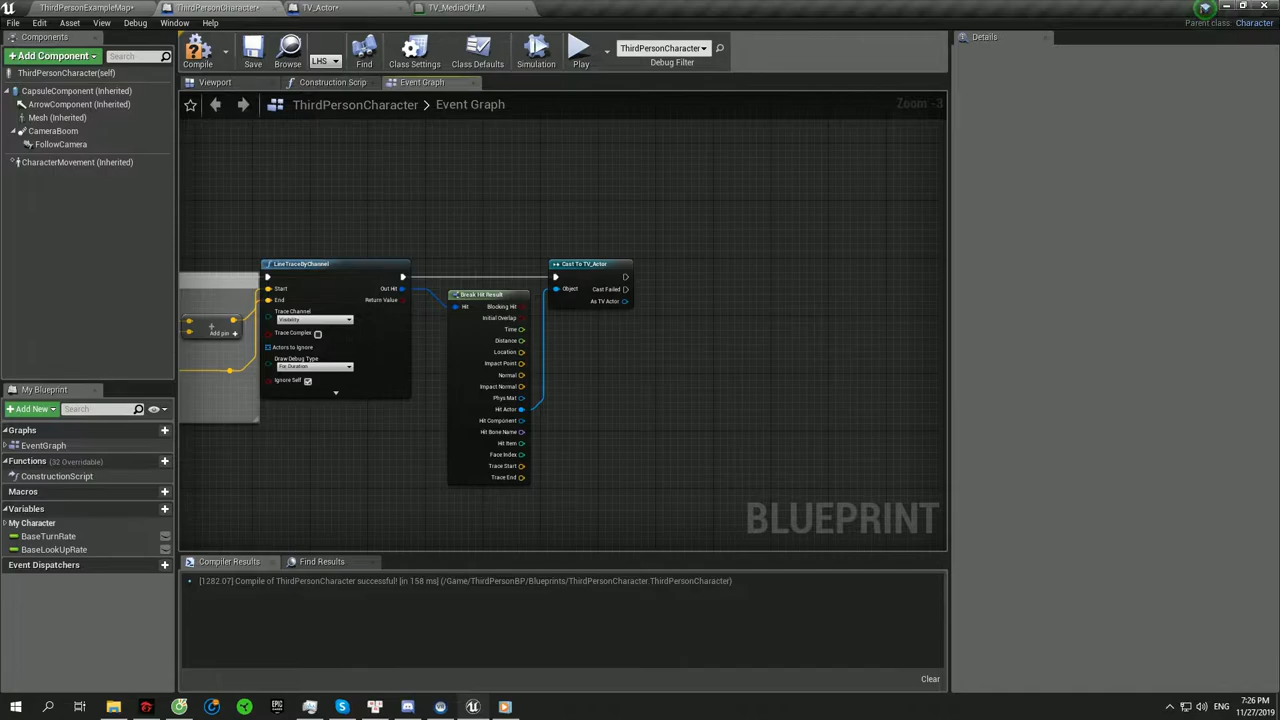 ThirdPersonExampleMap*
ThirdPersonCharacter*
TV_Actor*
TV_MediaOff_M
File Edit Asset View Debug Window Help
Parent class: Character
Components
Details
+Add Component
Search
ThirdPersonCharacter(self)
CapsuleComponent (Inherited)
ArrowComponent (Inherited)
Mesh (Inherited)
CameraBoom
FollowCamera
CharacterMovement (Inherited)
Compile
Save
Browse
LHS
Find
Class Settings
Class Defaults
Simulation
Play
ThirdPersonCharacter
Debug Filter
Viewport
Construction Scrip
Event Graph
ThirdPersonCharacter > Event Graph
Zoom -3
LineTraceByChannel
Start
End
Out Hit
Return Value
Trace Channel
Visibility
Trace Complex
Actors to Ignore
Draw Debug Type
For Duration
Ignore Self
Add pin +
Break Hit Result
Hit
Blocking Hit
Initial Overlap
Time
Distance
Location
Impact Point
Normal
Impact Normal
Phys Mat
Hit Actor
Hit Component
Hit Bone Name
Hit Item
Face Index
Trace Start
Trace End
Cast To TV_Actor
Object
Cast Failed
As TV Actor
BLUEPRINT
My Blueprint
+Add New
Search
Graphs
EventGraph
Functions (32 Overridable)
ConstructionScript
Macros
Variables
My Character
BaseTurnRate
BaseLookUpRate
Event Dispatchers
Compiler Results
Find Results
[1282.07] Compile of ThirdPersonCharacter successful! [in 158 ms] (/Game/ThirdPersonBP/Blueprints/ThirdPersonCharacter.ThirdPersonCharacter)
Clear
ENG
7:26 PM
11/27/2019